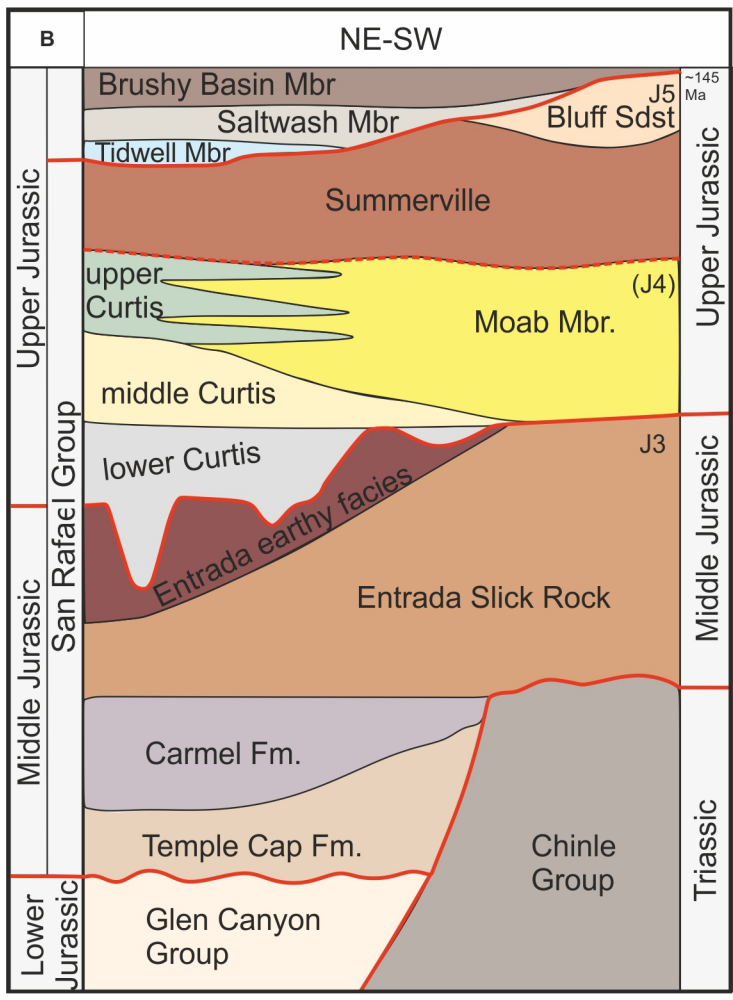 B
NE-SW
Brushy Basin Mbr
~145
Ma
J5
Saltwash Mbr
Bluff Sdst
Tidwell Mbr
Summerville
Upper Jurassic
Upper Jurassic
upper
Curtis
(J4)
Moab Mbr.
middle Curtis
J3
lower Curtis
San Rafael Group
Entrada earthy facies
Middle Jurassic
Entrada Slick Rock
Middle Jurassic
Carmel Fm.
Temple Cap Fm.
Chinle
Group
Triassic
Glen Canyon
Group
Lower
Jurassic